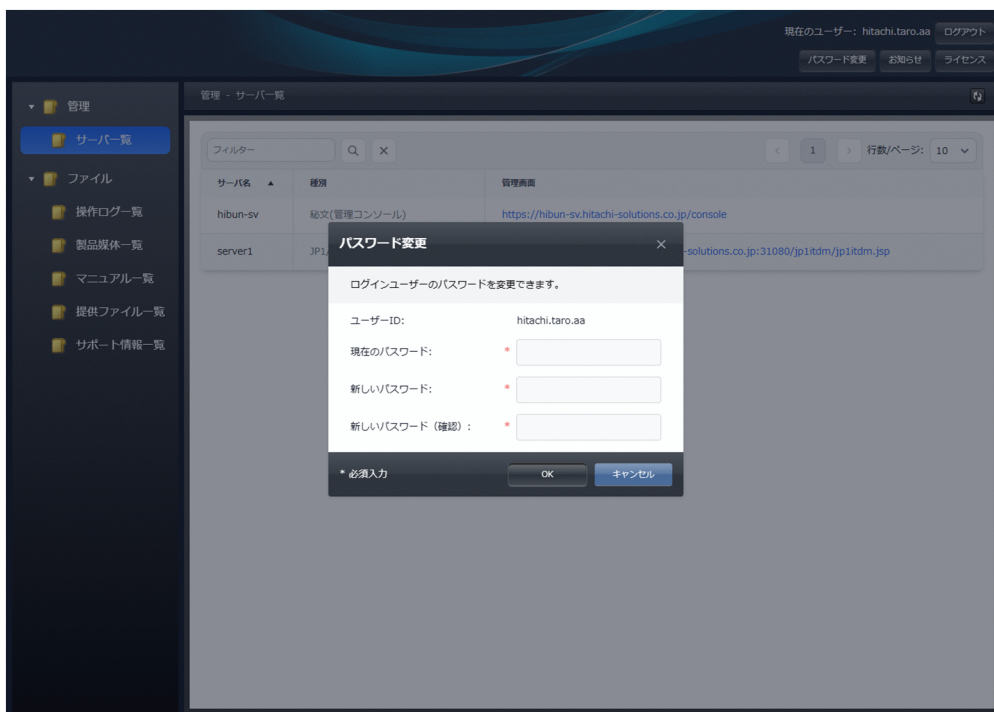 現在のユーザー: hitachi.taro.aa ログアウト
パスワード変更 お知らせ ライセンス
管理
管理 - サーバー覧
サーバー覧
フィルター 1 行数/ページ: 10
ファイル
サーバ名 種別 管理画面
操作ログ一覧
hibun-sv 秘文(管理コンソール) https://hibun-sv.hitachi-solutions.co.jp/console
製品媒体一覧
server1 JP1/ -solutions.co.jp:31080/jp1itdm/jp1itdm.jsp
マニュアル一覧
提供ファイル一覧
サポート情報一覧
パスワード変更
ログインユーザーのパスワードを変更できます。
ユーザーID: hitachi.taro.aa
現在のパスワード: *
新しいパスワード: *
新しいパスワード（確認）: *
* 必須入力 OK キャンセル